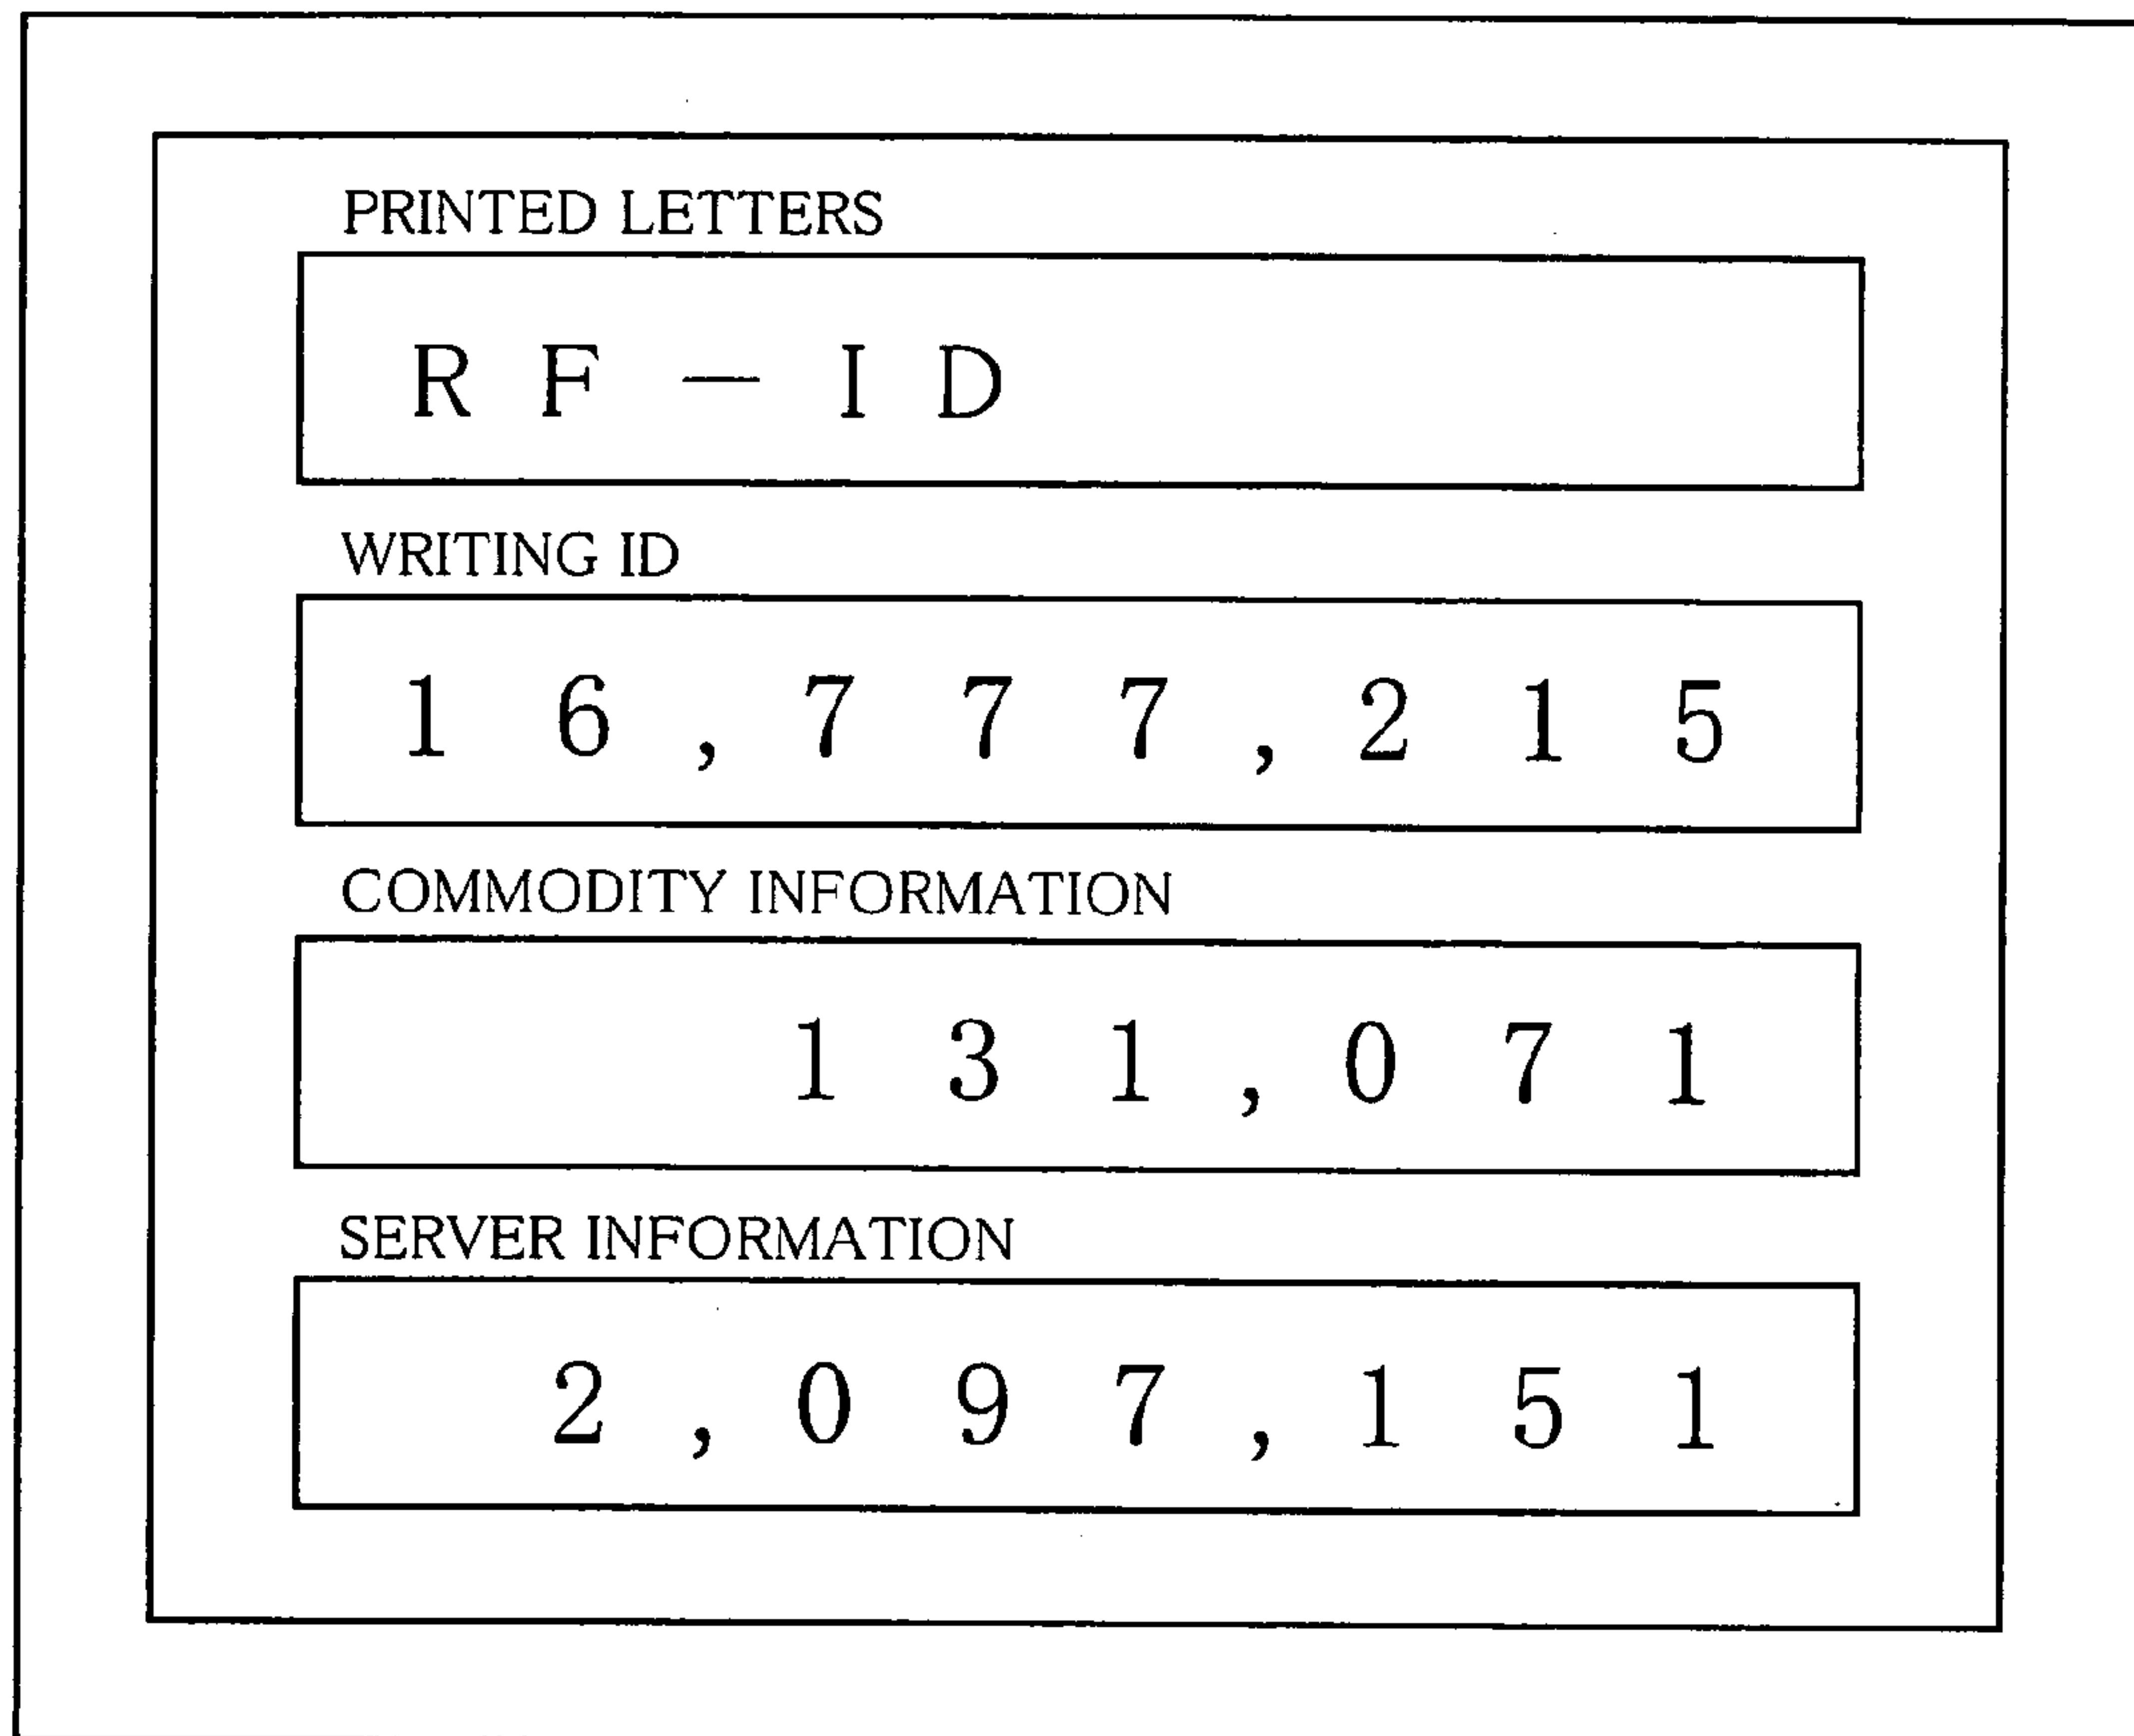 PRINTED LETTERS
RF-ID
WRITING ID
16,777,215
COMMODITY INFORMATION
131,071
SERVER INFORMATION
2,097,151